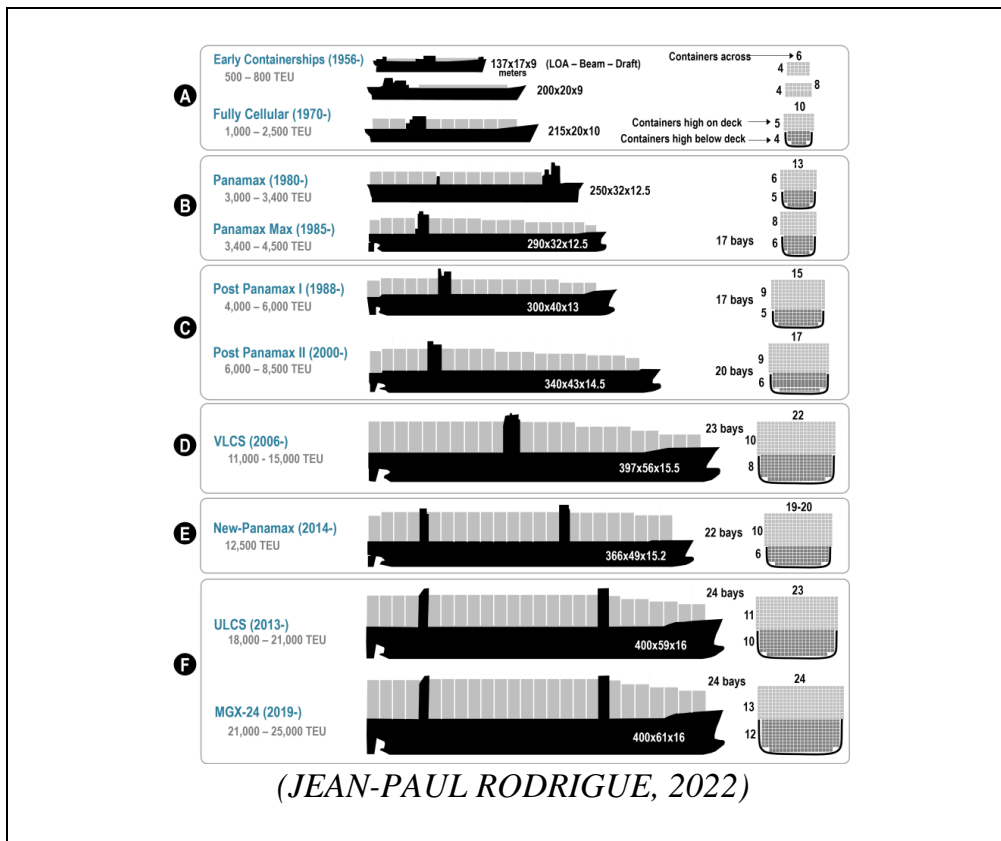 Early Containerships (1956-)
500 – 800 TEU
137x17x9
meters
(LOA – Beam – Draft)
200x20x9
Containers across
6
4
4
8
A
Fully Cellular (1970-)
1,000 – 2,500 TEU
215x20x10
10
Containers high on deck
5
Containers high below deck
4
B
Panamax (1980-)
3,000 – 3,400 TEU
250x32x12.5
13
6
5
Panamax Max (1985-)
3,400 – 4,500 TEU
290x32x12.5
17 bays
8
6
C
Post Panamax I (1988-)
4,000 – 6,000 TEU
300x40x13
17 bays
15
9
5
Post Panamax II (2000-)
6,000 – 8,500 TEU
340x43x14.5
20 bays
17
9
6
D
VLCS (2006-)
11,000 - 15,000 TEU
397x56x15.5
23 bays
22
10
8
E
New-Panamax (2014-)
12,500 TEU
366x49x15.2
22 bays
19-20
10
6
F
ULCS (2013-)
18,000 – 21,000 TEU
400x59x16
24 bays
23
11
10
MGX-24 (2019-)
21,000 – 25,000 TEU
400x61x16
24 bays
24
13
12
(JEAN-PAUL RODRIGUE, 2022)